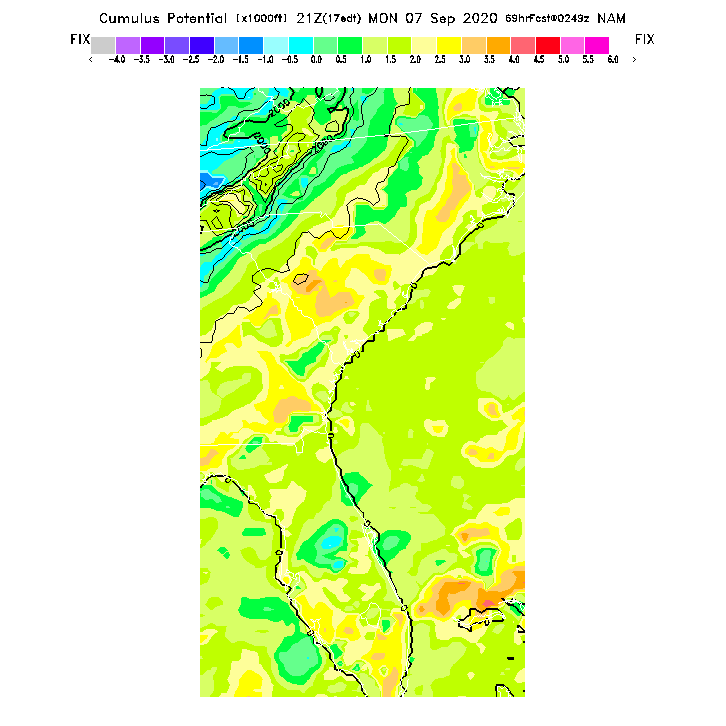 Cumulus Potential [x1000ft] 21Z(17edt) MON 07 Sep 2020 69hrFcst@0249z NAM
FIX FIX
< -4.0 -3.5 -3.0 -2.5 -2.0 -1.5 -1.0 -0.5 0.0 0.5 1.0 1.5 2.0 2.5 3.0 3.5 4.0 4.5 5.0 5.5 6.0 >
2000
2000